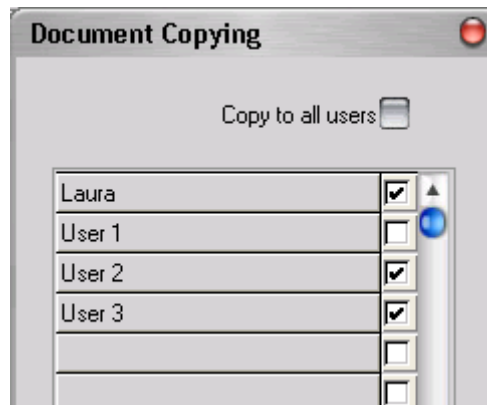 Document Copying
Copy to all users
Laura
User 1
User 2
User 3